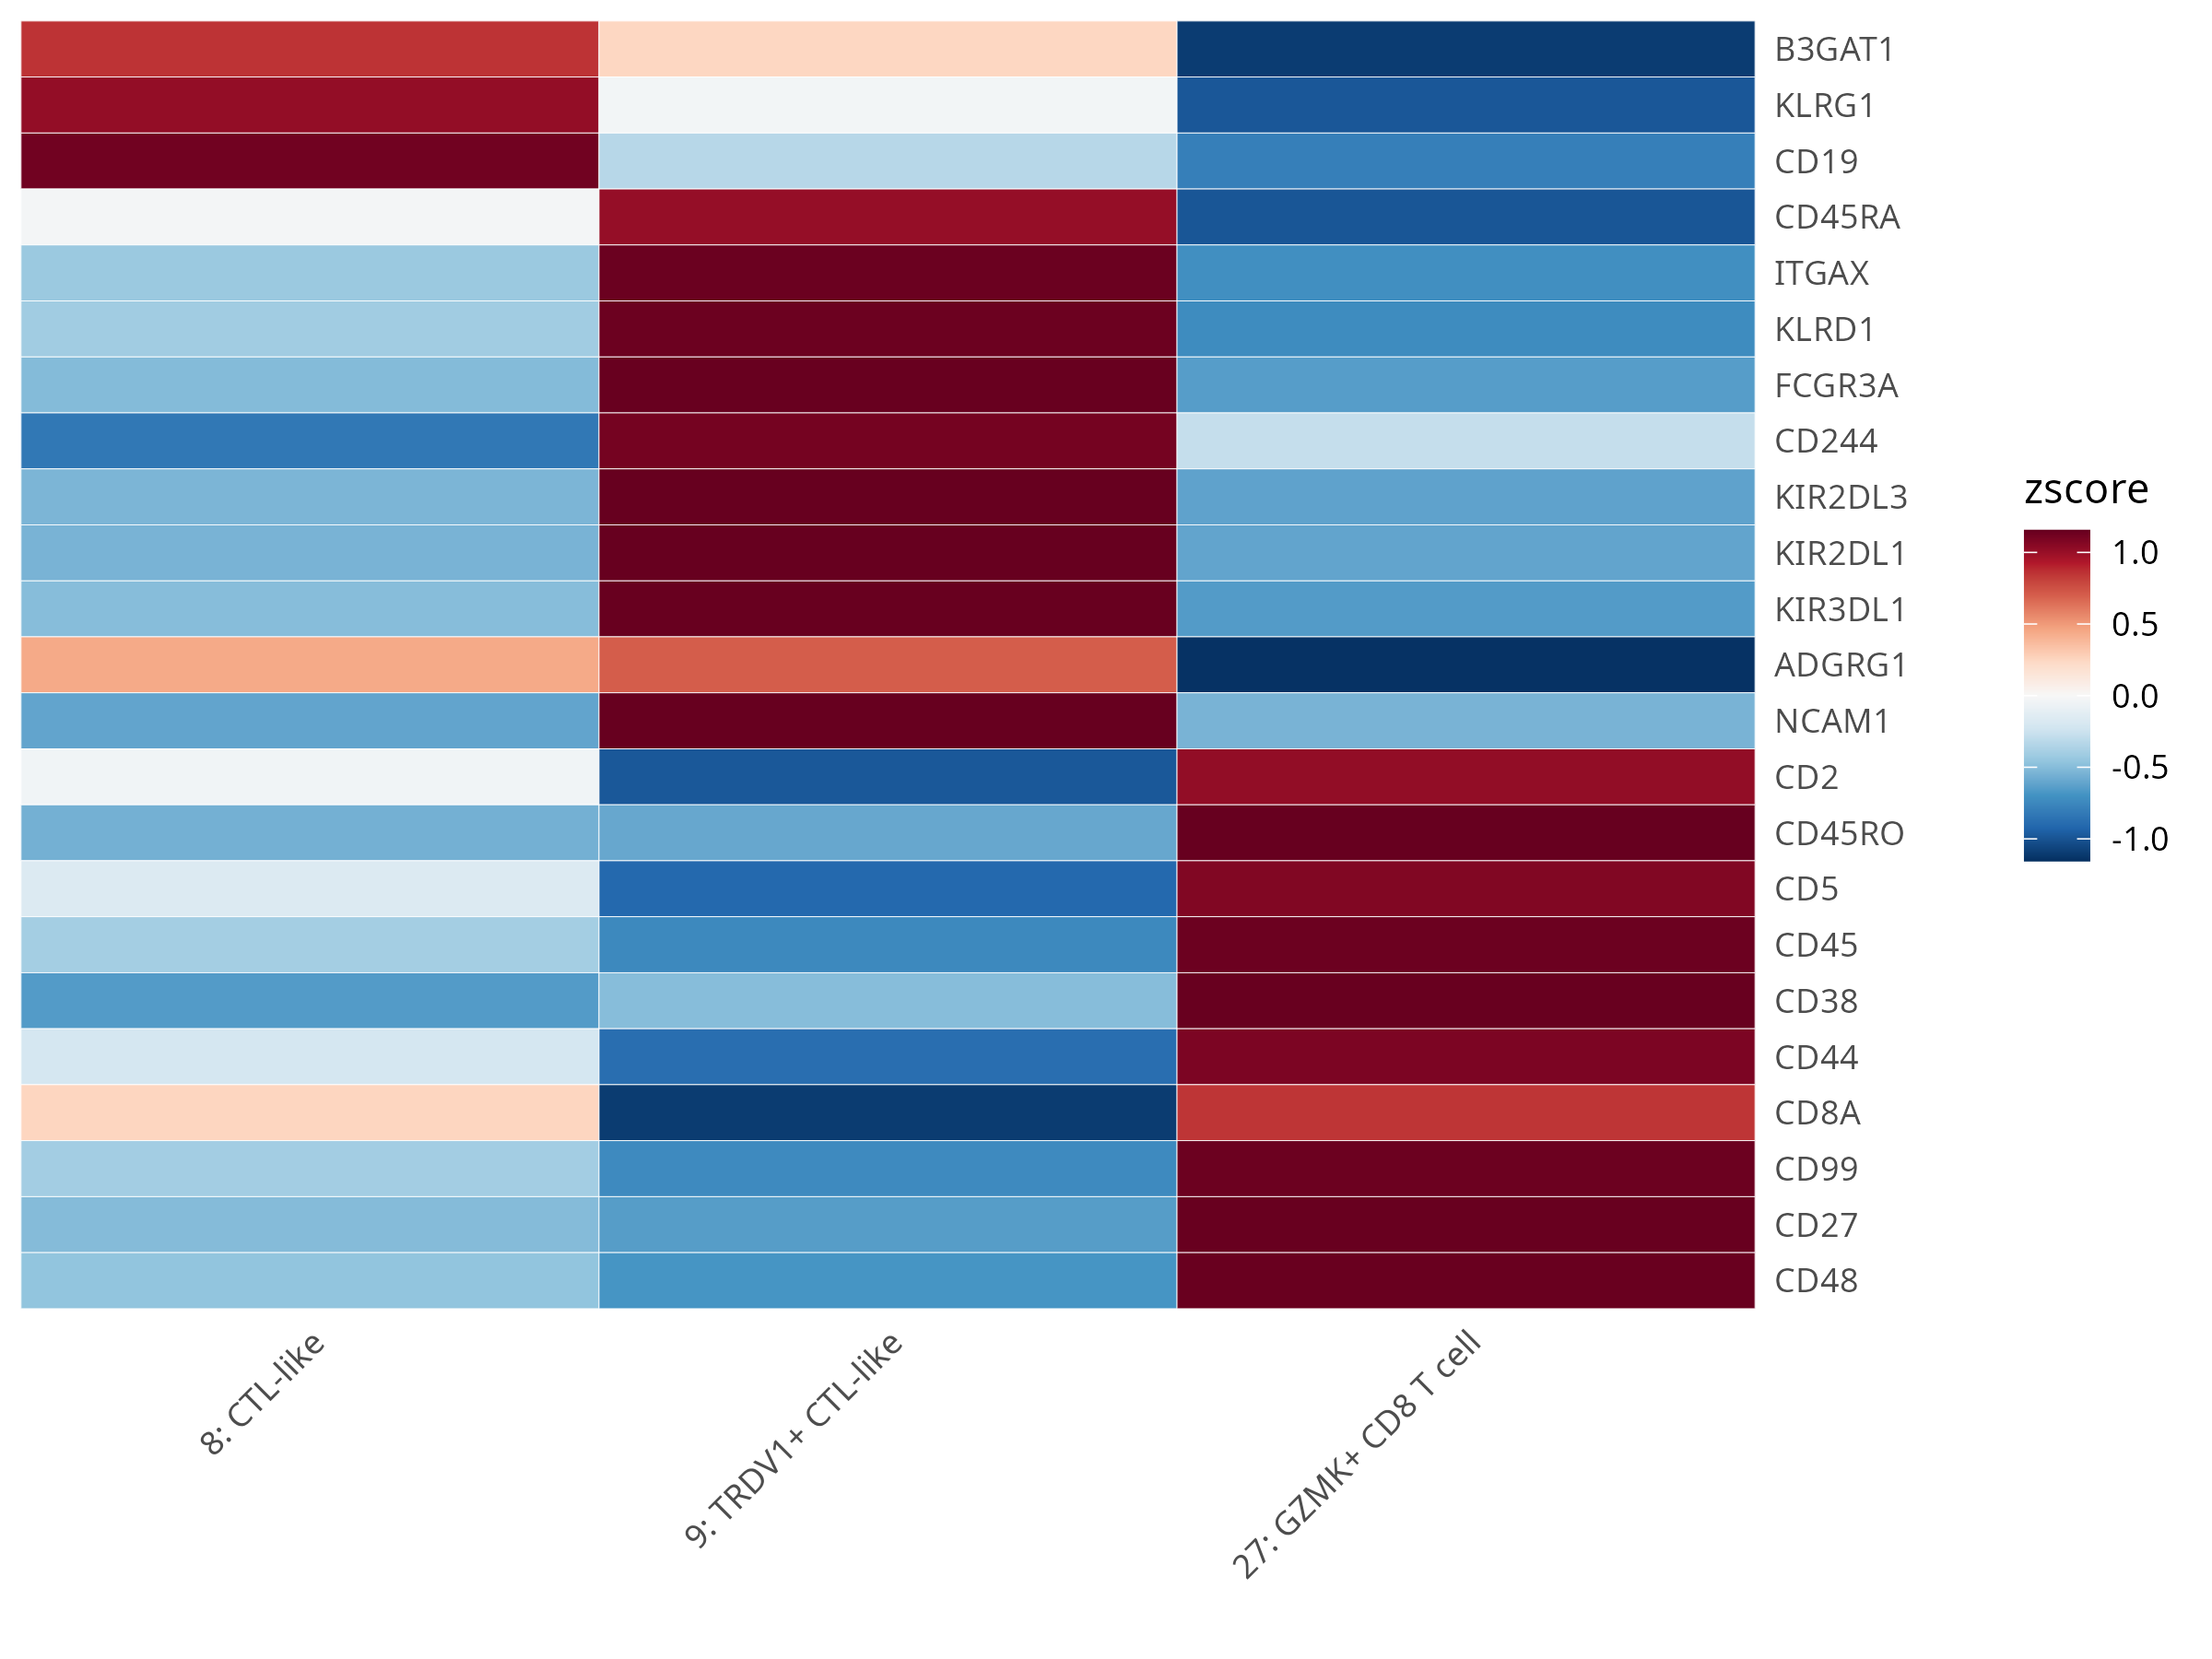 B3GAT1
KLRG1
CD19
CD45RA
ITGAX
KLRD1
FCGR3A
CD244
KIR2DL3
KIR2DL1
KIR3DL1
ADGRG1
NCAM1
CD2
CD45RO
CD5
CD45
CD38
CD44
CD8A
CD99
CD27
CD48
8: CTL-like
9: TRDV1+ CTL-like
27: GZMK+ CD8 T cell
zscore
1.0
0.5
0.0
-0.5
-1.0